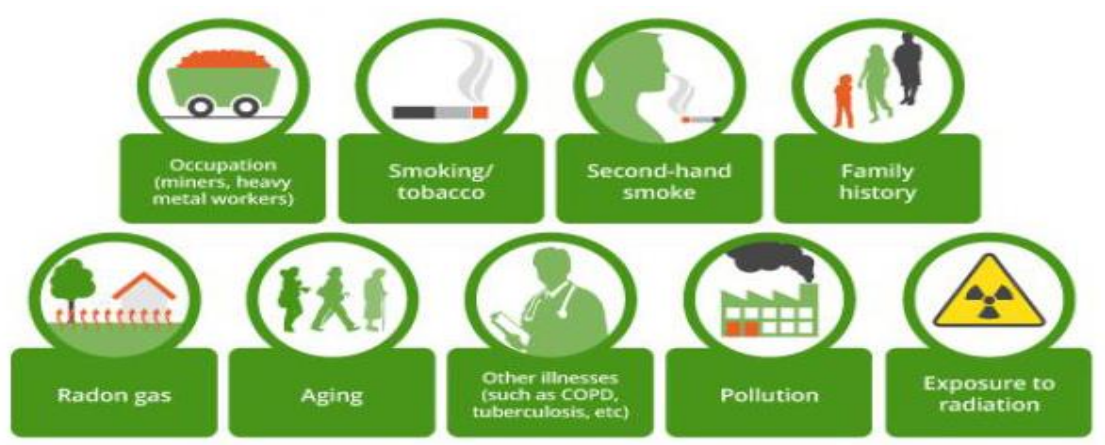 Occupation
(miners, heavy
metal workers)
Smoking/
tobacco
Second-hand
smoke
Family
history
Radon gas
Aging
Other illnesses
(such as COPD,
tuberculosis, etc)
Pollution
Exposure to
radiation